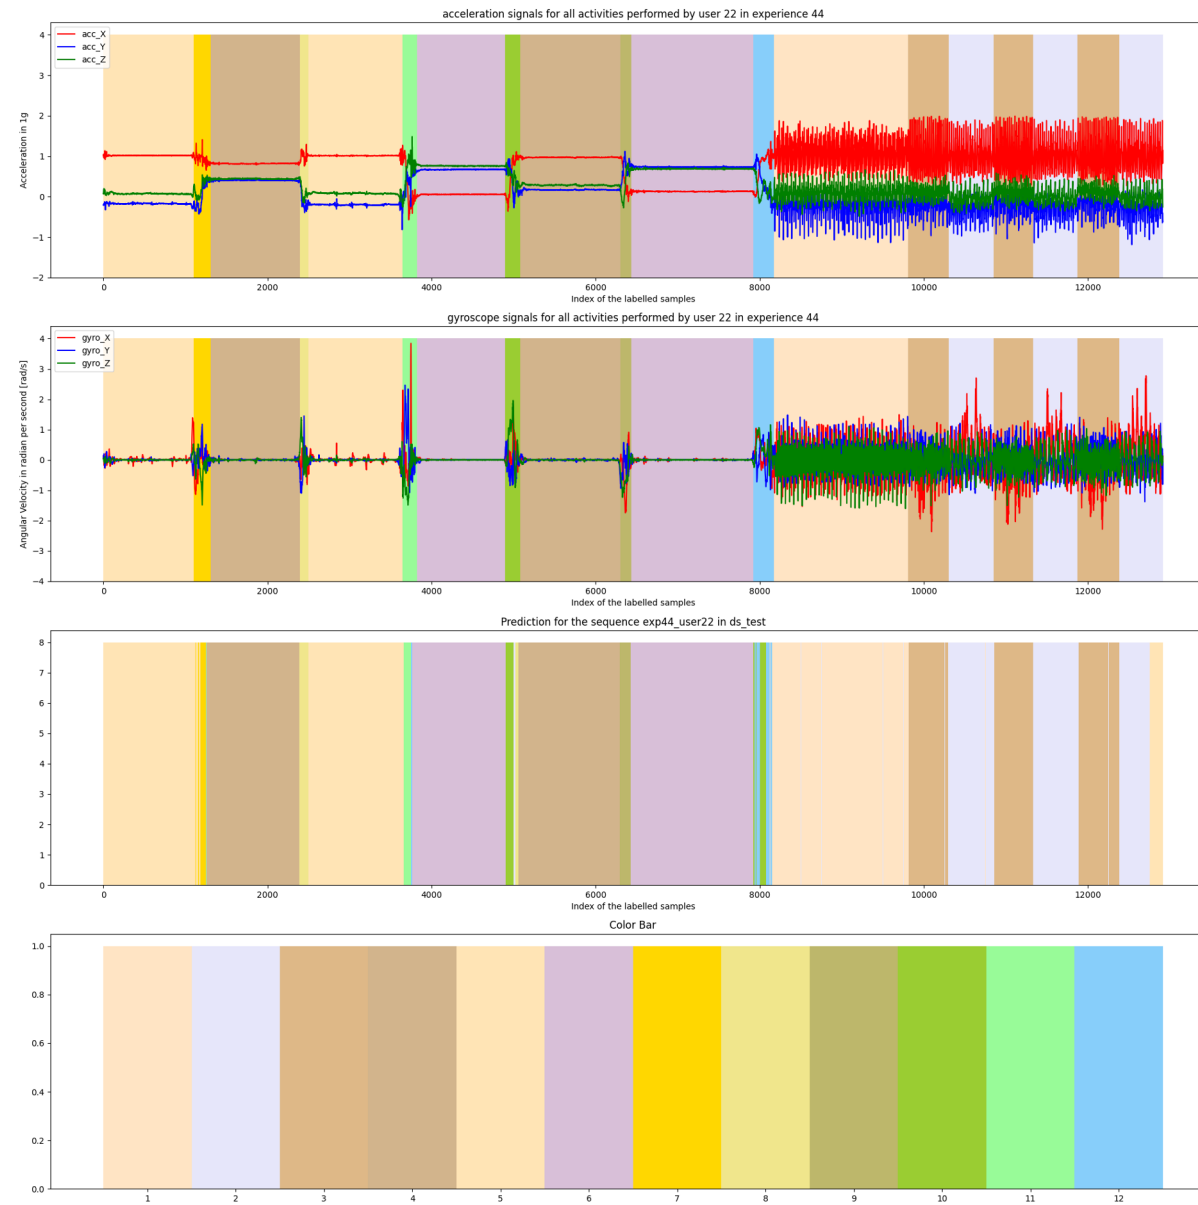 acceleration signals for all activities performed by user 22 in experience 44
acc_X
acc_Y
acc_Z
Acceleration in 1g
4
3
2
1
0
−1
−2
0 2000 4000 6000 8000 10000 12000
Index of the labelled samples
gyroscope signals for all activities performed by user 22 in experience 44
gyro_X
gyro_Y
gyro_Z
Angular Velocity in radian per second [rad/s]
4
3
2
1
0
−1
−2
−3
−4
0 2000 4000 6000 8000 10000 12000
Index of the labelled samples
Prediction for the sequence exp44_user22 in ds_test
8
7
6
5
4
3
2
1
0
0 2000 4000 6000 8000 10000 12000
Index of the labelled samples
Color Bar
1.0
0.8
0.6
0.4
0.2
0.0
1 2 3 4 5 6 7 8 9 10 11 12